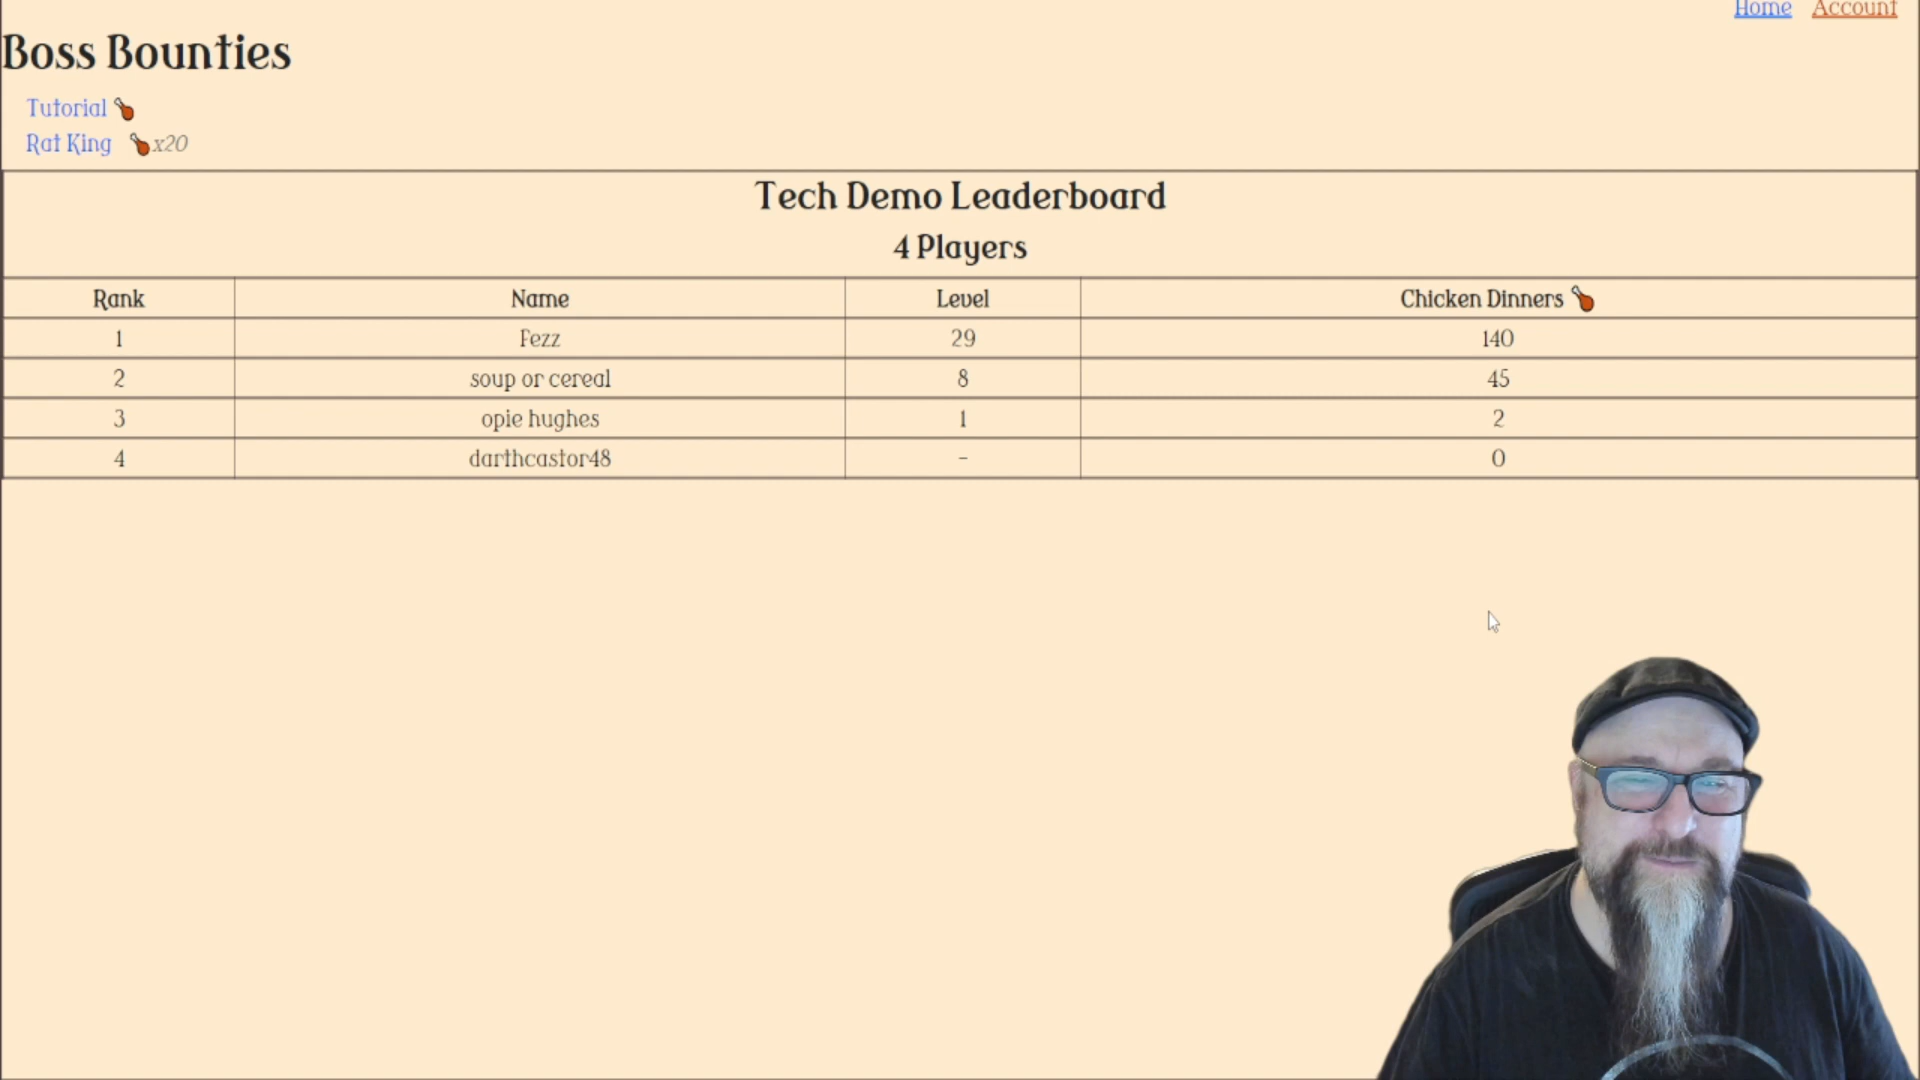 Home Account
Boss Bounties
Tutorial
Rat King x20
Tech Demo Leaderboard
4 Players
Rank Name Level Chicken Dinners
1 Fezz 29 140
2 soup or cereal 8 45
3 opie hughes 1 2
4 darthcastor48 - 0